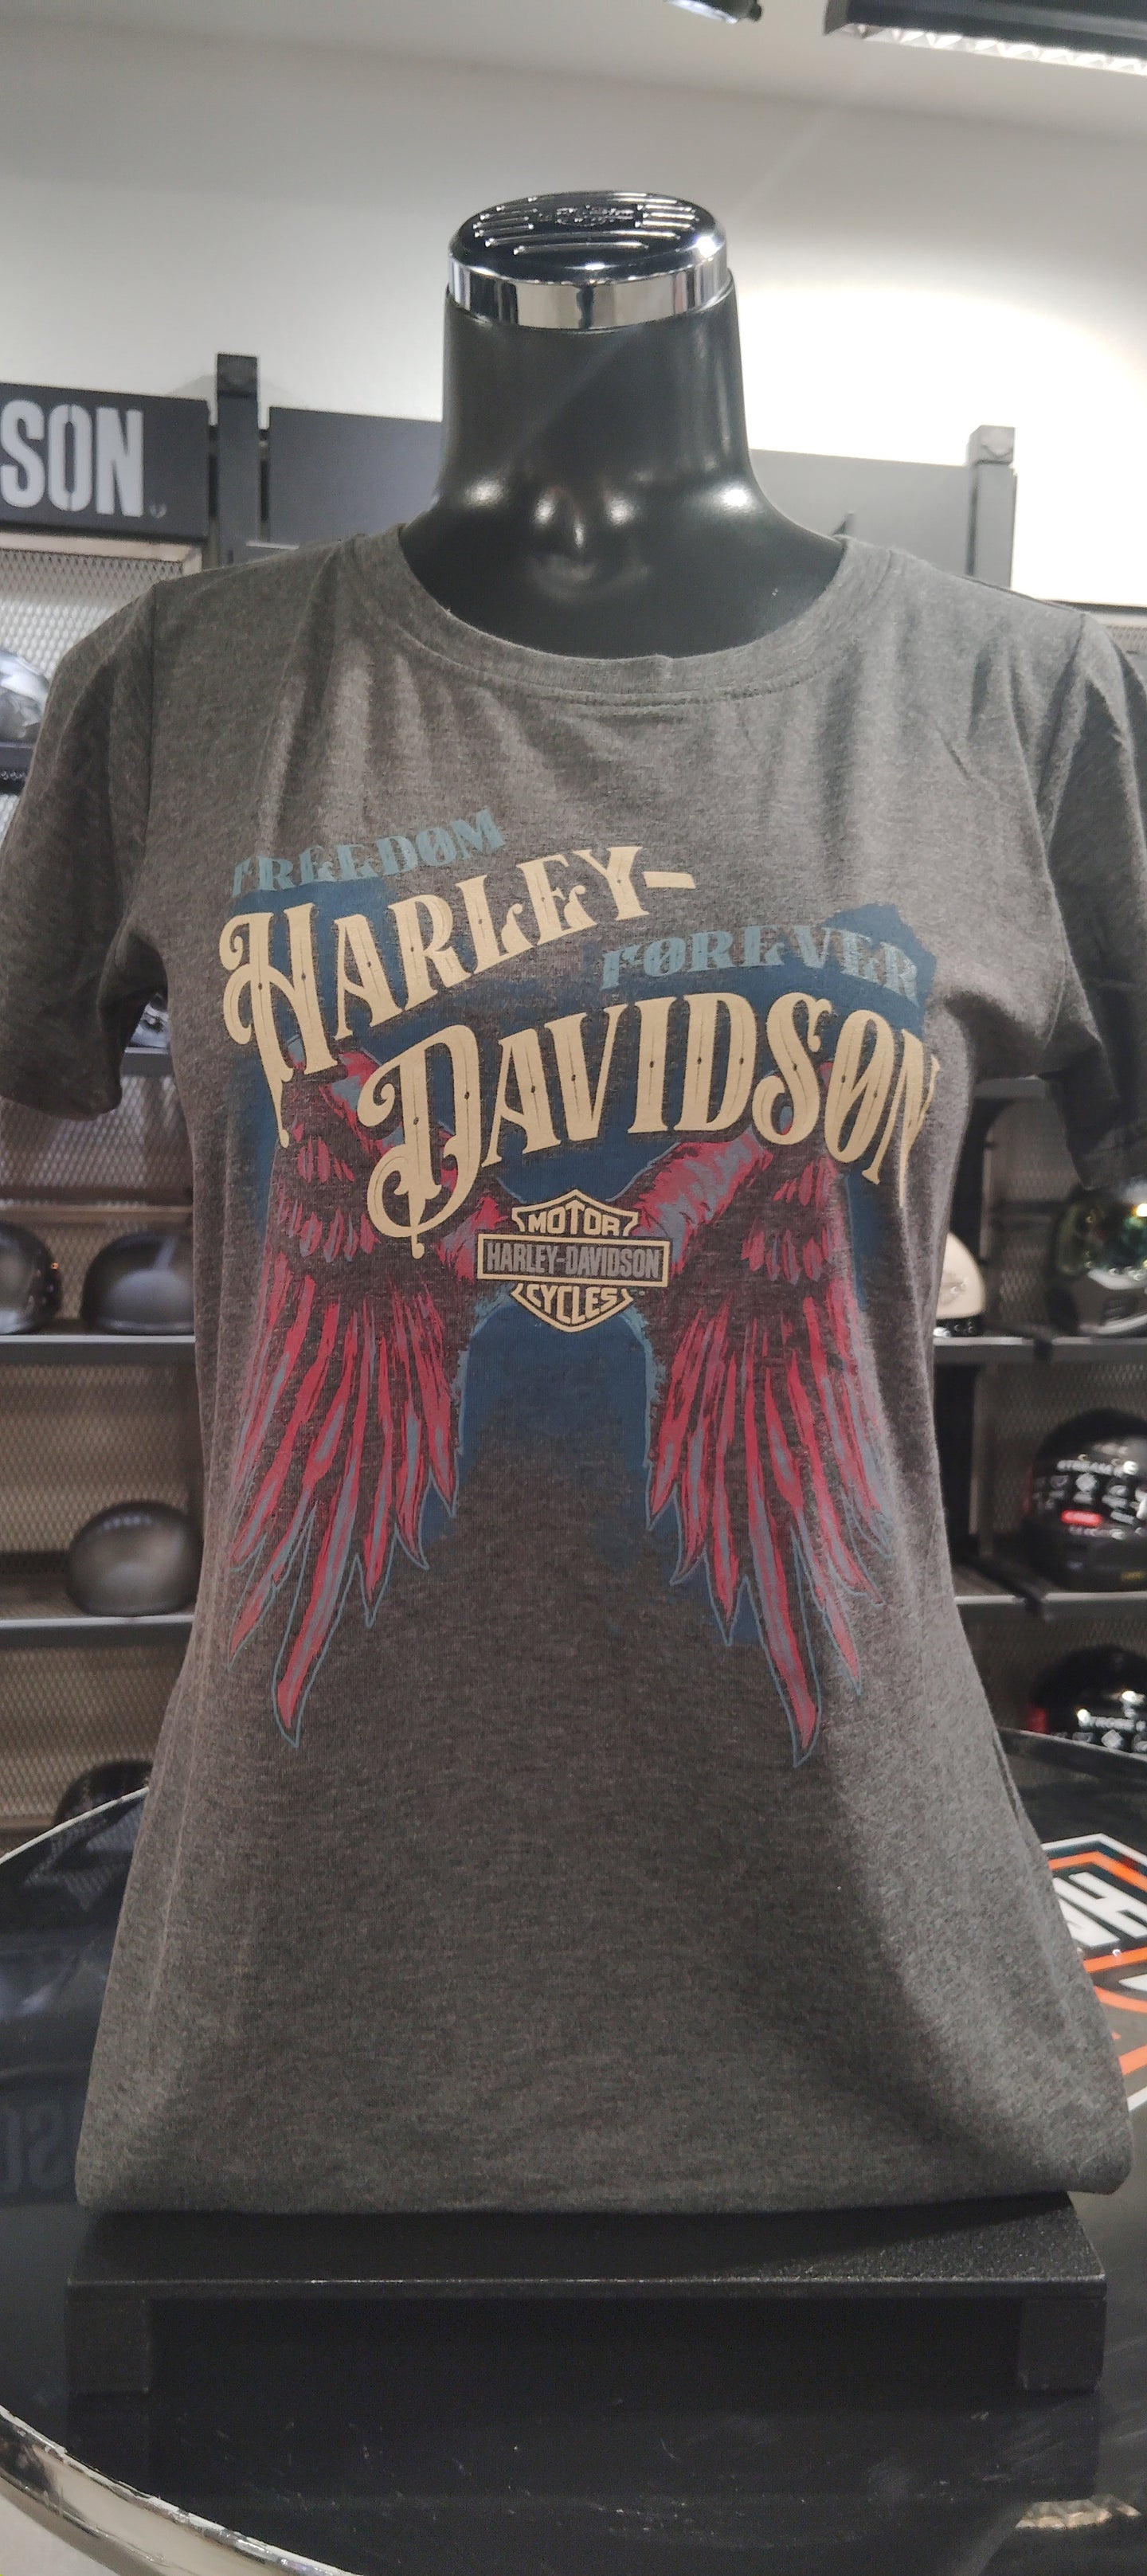 SON
FREEDOM
HARLEY-
FOREVER
DAVIDSON
MOTOR
HARLEY-DAVIDSON
CYCLES